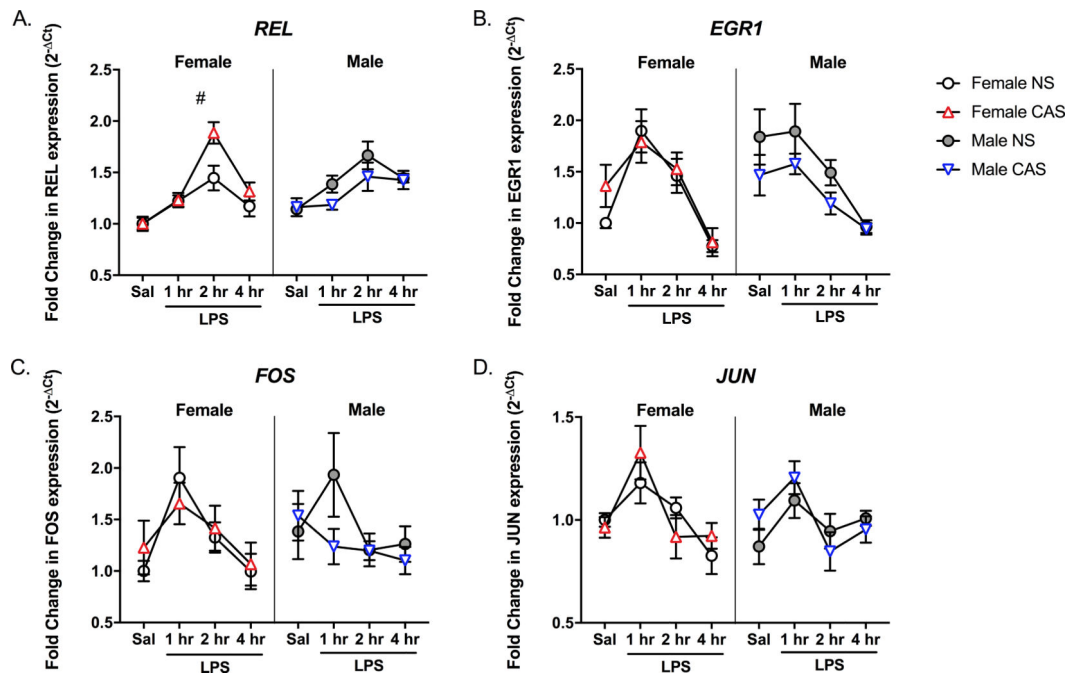 A.
REL
Female Male
Fold Change in REL expression (2-ΔCt)
2.5
2.0
1.5
1.0
0.5
#
Sal 1 hr 2 hr 4 hr Sal 1 hr 2 hr 4 hr
LPS LPS
B.
EGR1
Female Male
Fold Change in EGR1 expression (2-ΔCt)
2.5
2.0
1.5
1.0
0.5
Sal 1 hr 2 hr 4 hr Sal 1 hr 2 hr 4 hr
LPS LPS
Female NS
Female CAS
Male NS
Male CAS
C.
FOS
Female Male
Fold Change in FOS expression (2-ΔCt)
2.5
2.0
1.5
1.0
0.5
Sal 1 hr 2 hr 4 hr Sal 1 hr 2 hr 4 hr
LPS LPS
D.
JUN
Female Male
Fold Change in JUN expression (2-ΔCt)
1.5
1.0
0.5
Sal 1 hr 2 hr 4 hr Sal 1 hr 2 hr 4 hr
LPS LPS